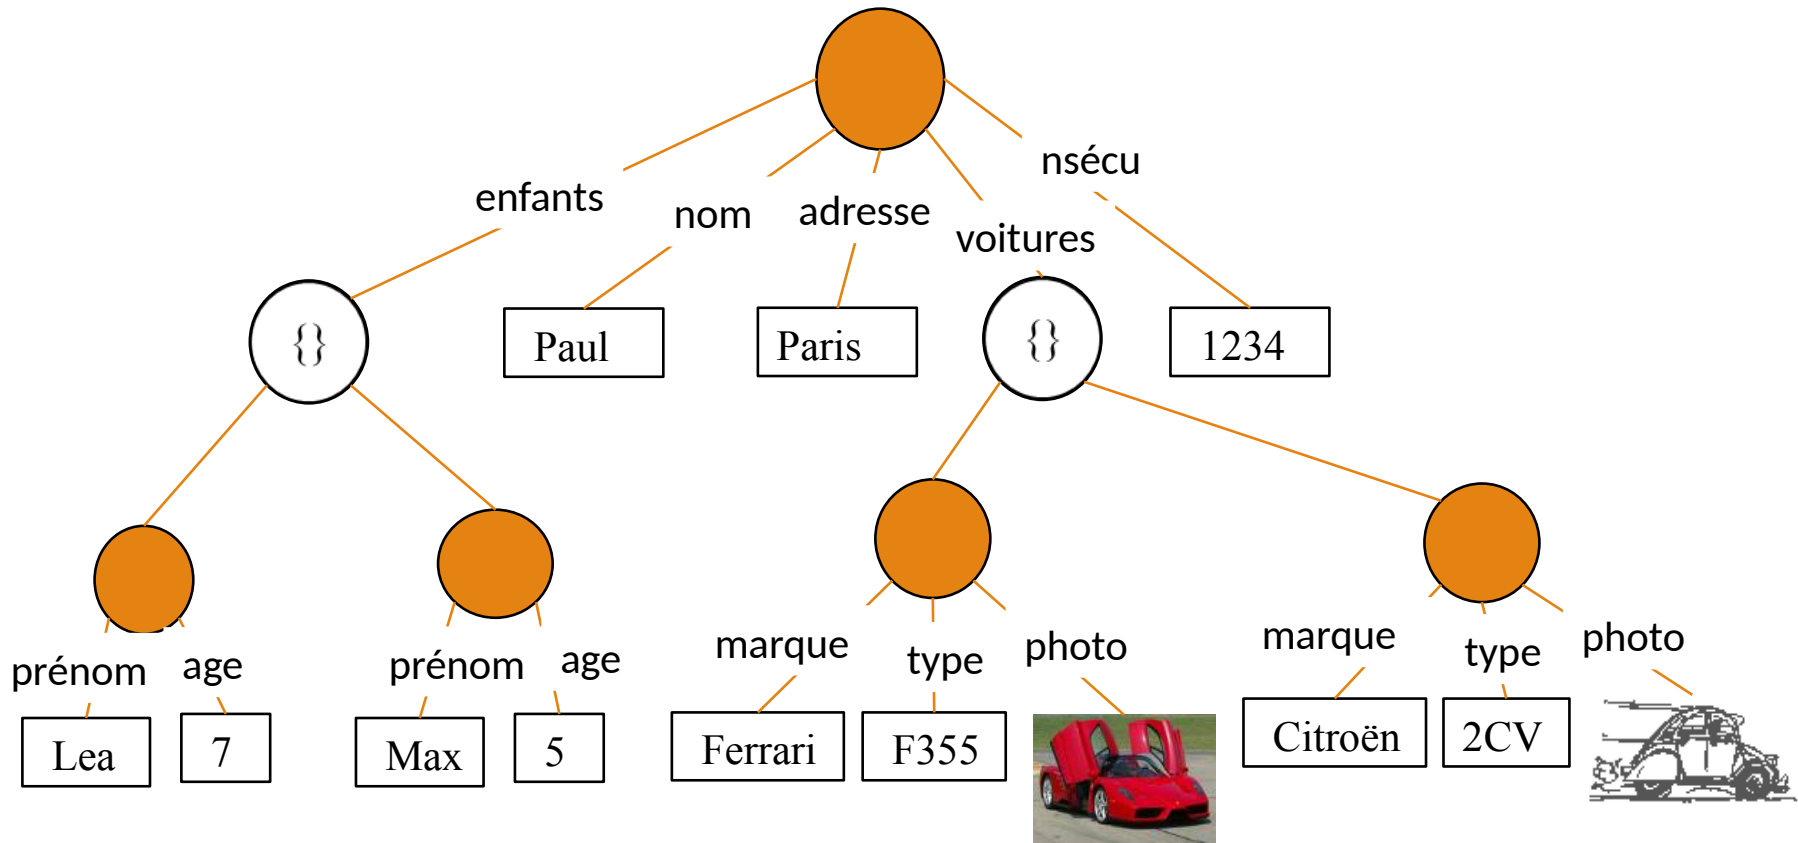 nsécu
enfants
nom
adresse
voitures
{}
Paul
Paris
{}
1234
prénom
age
prénom
age
marque
type
photo
marque
type
photo
Lea
7
Max
5
Ferrari
F355
Citroën
2CV